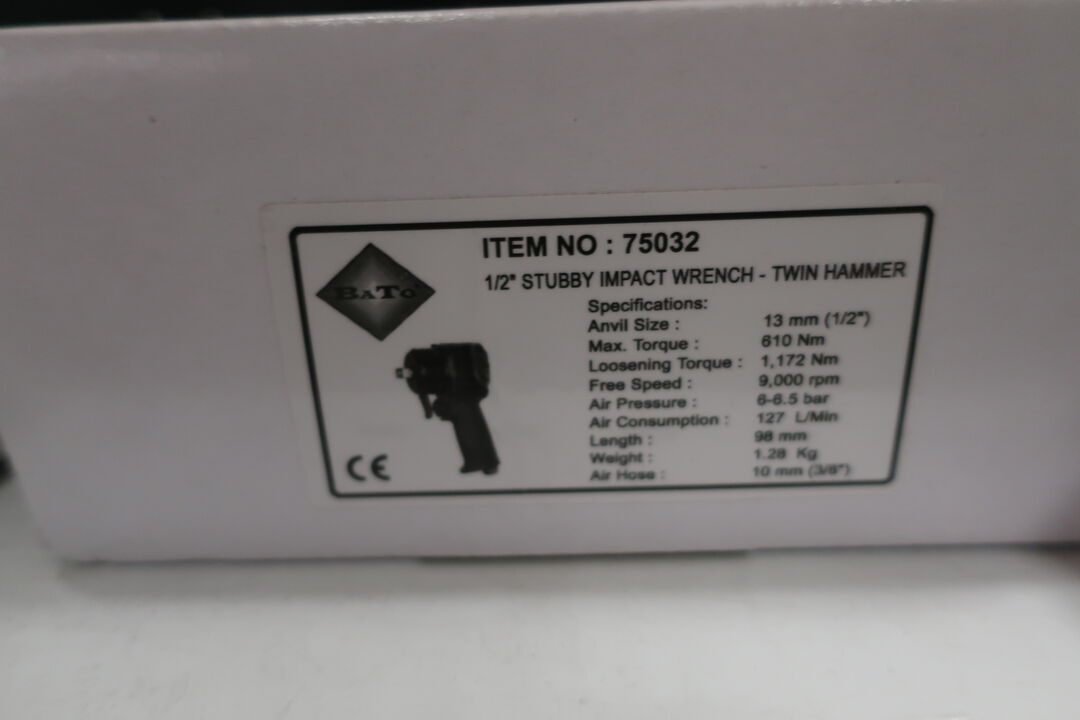 BATO
ITEM NO : 75032
1/2" STUBBY IMPACT WRENCH - TWIN HAMMER
Specifications:
Anvil Size : 13 mm (1/2")
Max. Torque : 610 Nm
Loosening Torque : 1,172 Nm
Free Speed : 9,000 rpm
Air Pressure : 6-6.5 bar
Air Consumption : 127 L/Min
Length : 98 mm
Weight : 1.28 Kg
Air Hose : 10 mm (3/8")
CE